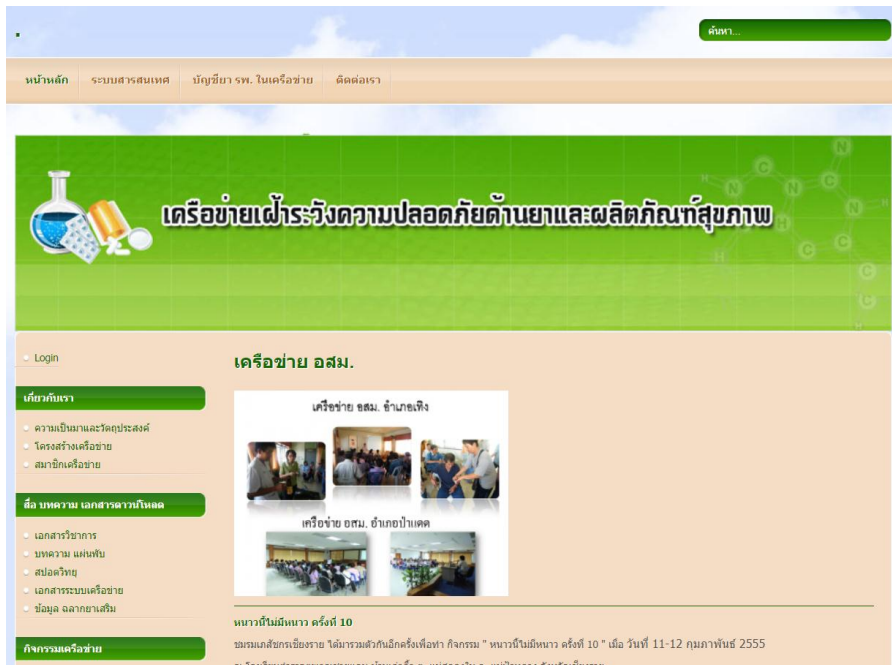 ค้นหา...
หน้าหลัก ระบบสารสนเทศ บัญชียา รพ. ในเครือข่าย ติดต่อเรา
เครือข่ายเฝ้าระวังความปลอดภัยด้านยาและผลิตภัณฑ์สุขภาพ
Login
เกี่ยวกับเรา
ความเป็นมาและวัตถุประสงค์
โครงสร้างเครือข่าย
สมาชิกเครือข่าย
สื่อ บทความ เอกสารดาวน์โหลด
เอกสารวิชาการ
บทความ แผ่นพับ
สปอตวิทยุ
เอกสารระบบเครือข่าย
ข้อมูล ฉลากยาเสริม
กิจกรรมเครือข่าย
เครือข่าย อสม.
เครือข่าย อสม. อำเภอเทิง
เครือข่าย อสม. อำเภอป่าแดด
หนาวนี้ไม่มีหนาว ครั้งที่ 10
ชมรมเภสัชกรเชียงราย ได้มารวมตัวกันอีกครั้งเพื่อทำ กิจกรรม " หนาวนี้ไม่มีหนาว ครั้งที่ 10 " เมื่อ วันที่ 11-12 กุมภาพันธ์ 2555